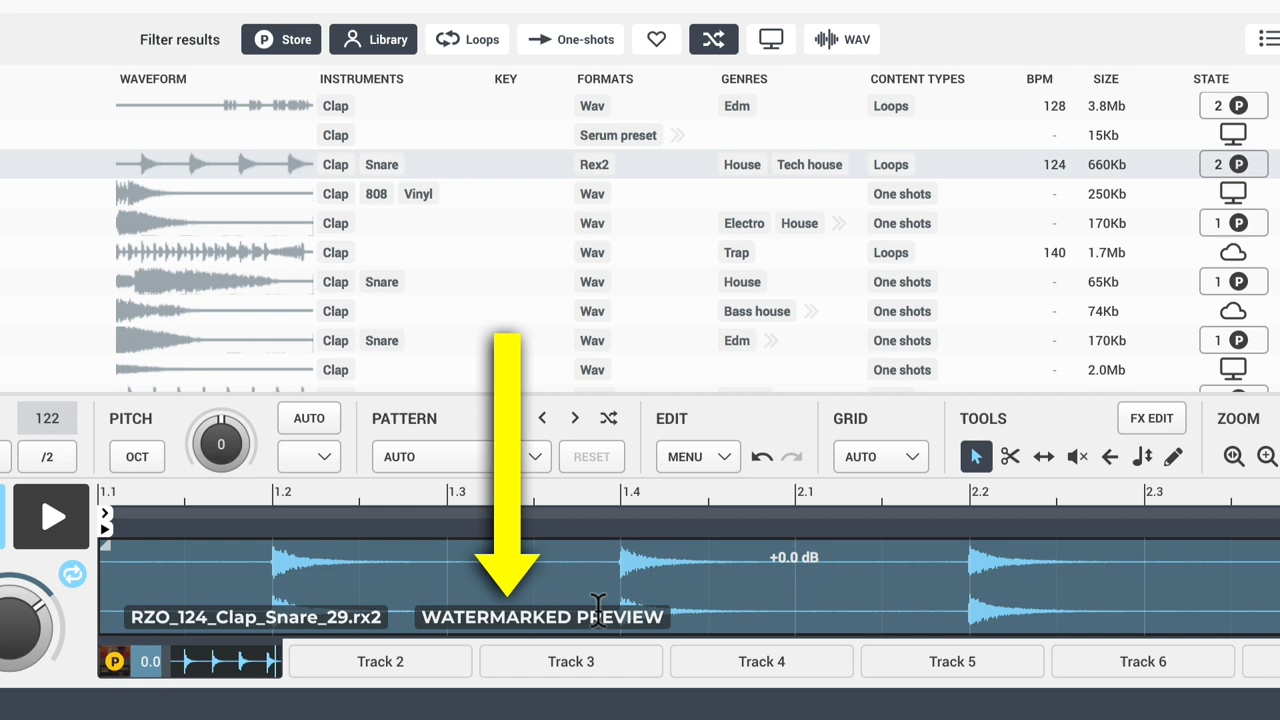 Filter results P Store Library Loops One-shots WAV
WAVEFORM INSTRUMENTS KEY FORMATS GENRES CONTENT TYPES BPM SIZE STATE
Clap Wav Edm Loops 128 3.8Mb 2 P
Clap Serum preset - 15Kb
Clap Snare Rex2 House Tech house Loops 124 660Kb 2 P
Clap 808 Vinyl Wav One shots - 250Kb
Clap Wav Electro House One shots - 170Kb 1 P
Clap Wav Trap Loops 140 1.7Mb
Clap Snare Wav House One shots - 65Kb 1 P
Clap Wav Bass house One shots - 74Kb
Clap Snare Wav Edm One shots - 170Kb 1 P
Clap Wav One shots - 2.0Mb
122 PITCH AUTO PATTERN EDIT GRID TOOLS FX EDIT ZOOM
/2 OCT 0 AUTO RESET MENU AUTO
1.1 1.2 1.3 1.4 2.1 2.2 2.3
+0.0 dB
RZO_124_Clap_Snare_29.rx2 WATERMARKED PREVIEW
P 0.0 Track 2 Track 3 Track 4 Track 5 Track 6